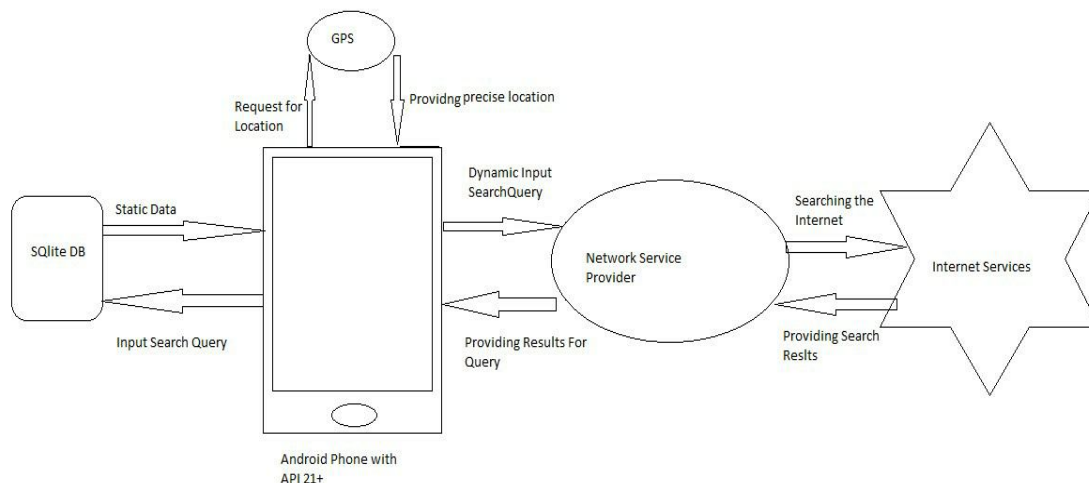 GPS
Request for
Location
Providng precise location
Dynamic Input
SearchQuery
Static Data
Searching the
Internet
SQlite DB
Network Service
Provider
Internet Services
Input Search Query
Providing Results For
Query
Providing Search
Reslts
Android Phone with
API 21+